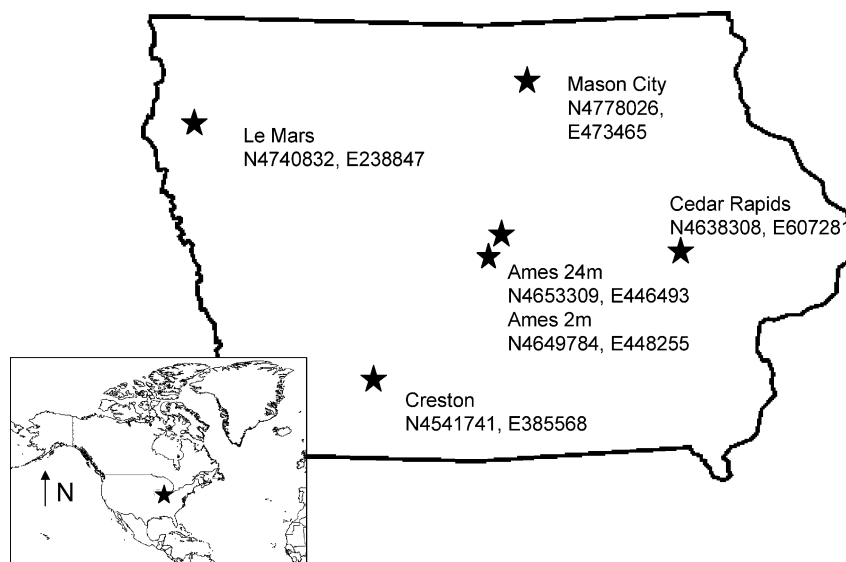 Mason City
N4778026,
E473465
Le Mars
N4740832, E238847
Cedar Rapids
N4638308, E607281
Ames 24m
N4653309, E446493
Ames 2m
N4649784, E448255
Creston
N4541741, E385568
N